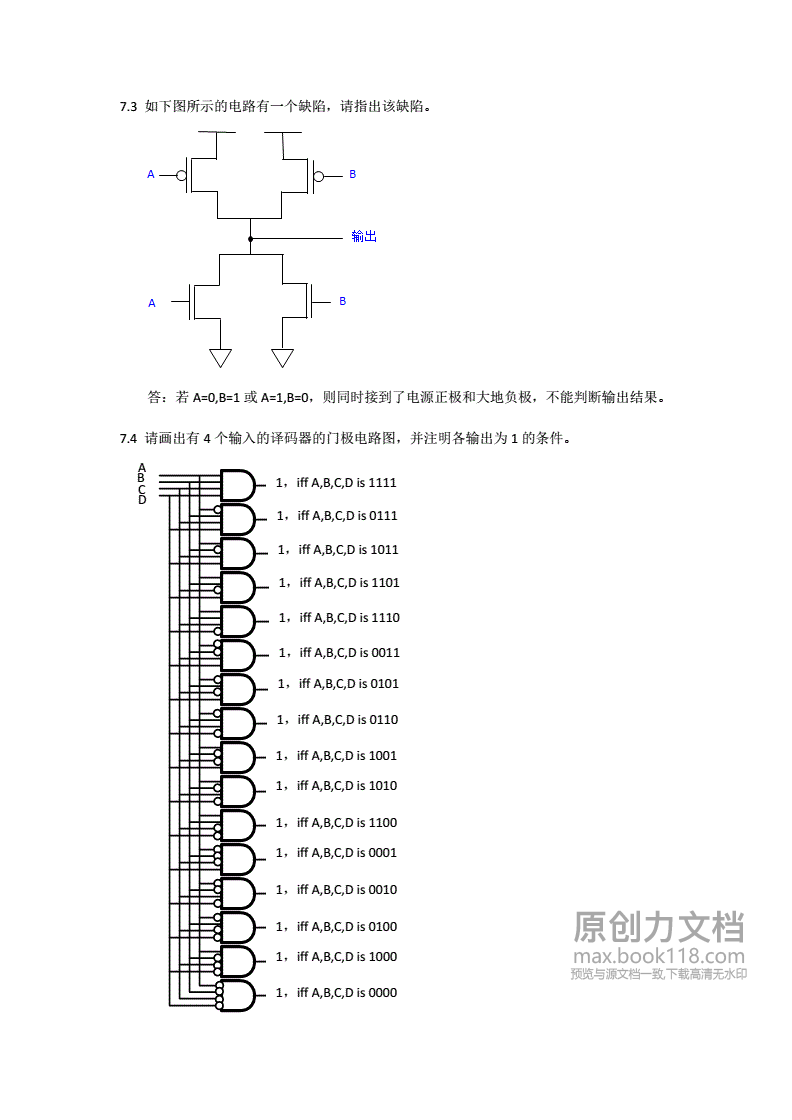 7.3 如下图所示的电路有一个缺陷，请指出该缺陷。
A
B
输出
A
B
答：若 A=0,B=1 或 A=1,B=0，则同时接到了电源正极和大地负极，不能判断输出结果。
7.4 请画出有 4 个输入的译码器的门极电路图，并注明各输出为 1 的条件。
A
B
C
D
1，iff A,B,C,D is 1111
1，iff A,B,C,D is 0111
1，iff A,B,C,D is 1011
1，iff A,B,C,D is 1101
1，iff A,B,C,D is 1110
1，iff A,B,C,D is 0011
1，iff A,B,C,D is 0101
1，iff A,B,C,D is 0110
1，iff A,B,C,D is 1001
1，iff A,B,C,D is 1010
1，iff A,B,C,D is 1100
1，iff A,B,C,D is 0001
1，iff A,B,C,D is 0010
1，iff A,B,C,D is 0100
1，iff A,B,C,D is 1000
1，iff A,B,C,D is 0000
原创力文档
max.book118.com
预览与源文档一致,下载高清无水印